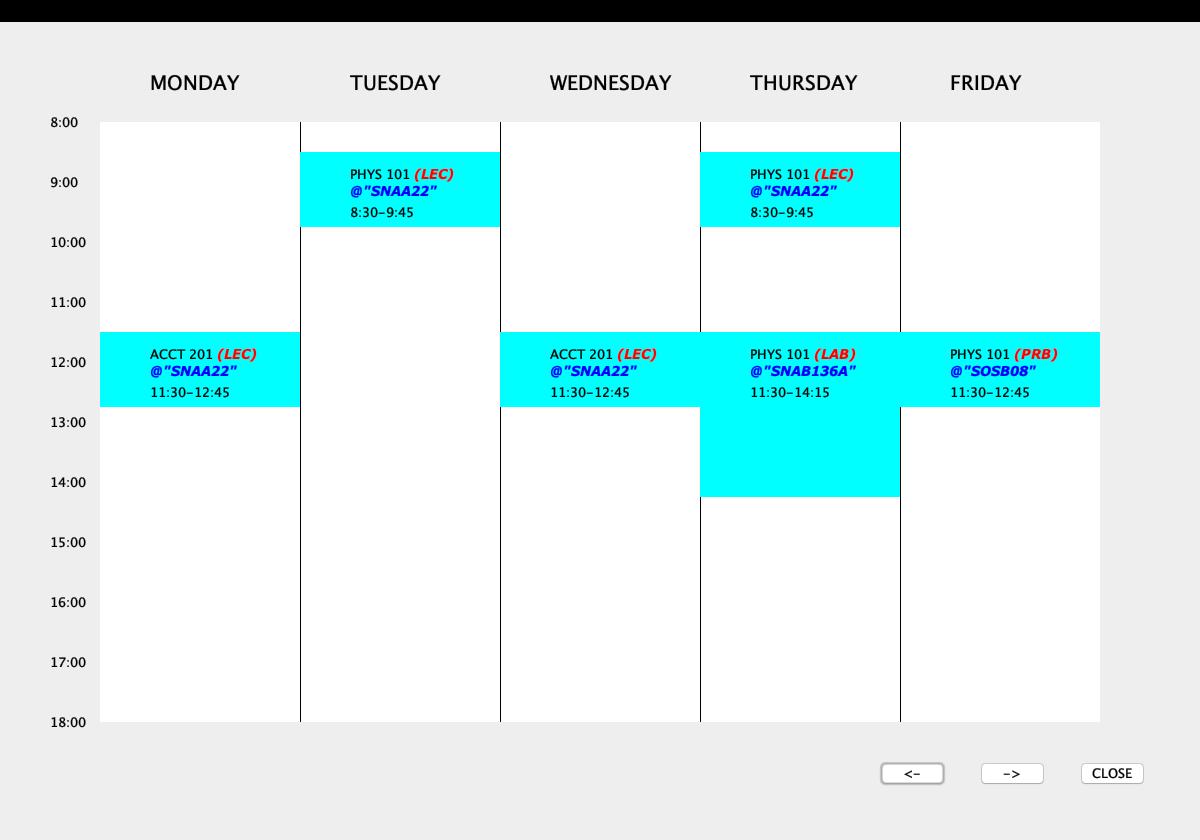 MONDAY TUESDAY WEDNESDAY THURSDAY FRIDAY
8:00
PHYS 101 (LEC) PHYS 101 (LEC)
9:00
@"SNAA22" @"SNAA22"
8:30-9:45 8:30-9:45
10:00
11:00
ACCT 201 (LEC) ACCT 201 (LEC) PHYS 101 (LAB) PHYS 101 (PRB)
12:00
@"SNAA22" @"SNAA22" @"SNAB136A" @"SOSB08"
11:30-12:45 11:30-12:45 11:30-14:15 11:30-12:45
13:00
14:00
15:00
16:00
17:00
18:00
<- -> CLOSE